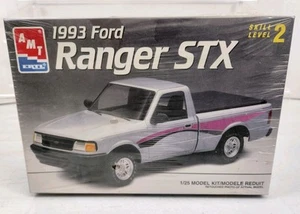 AMT
ERTL
1993 Ford
Ranger STX
SKILL LEVEL 2
1/25 MODEL KIT/MODELE REDUIT